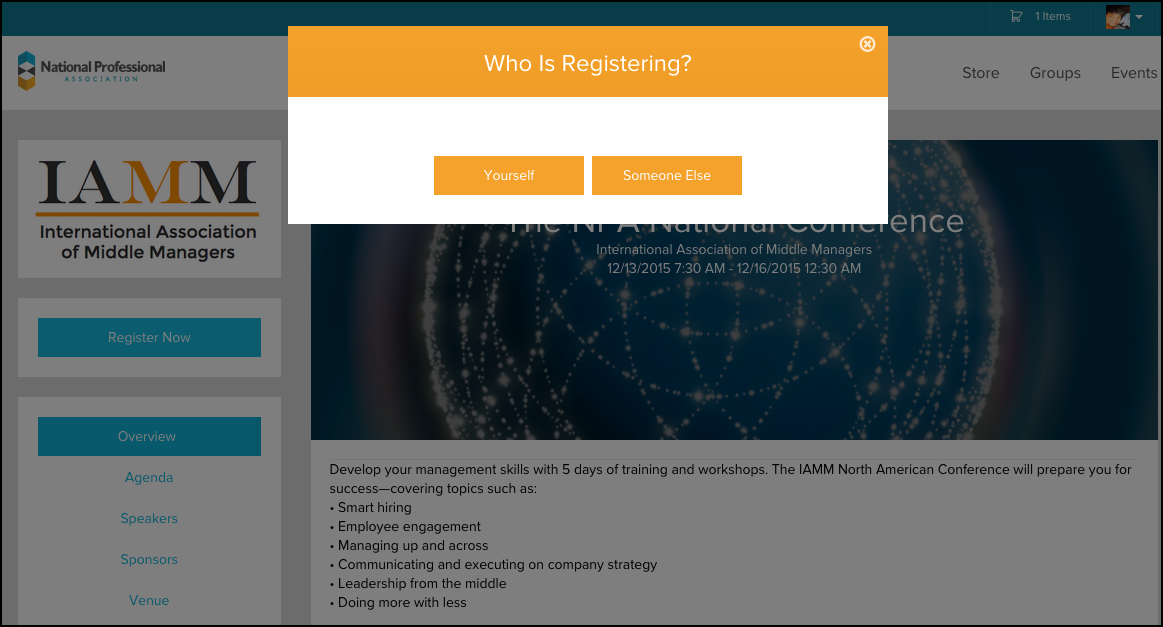 1 Items
Who Is Registering?
National Professional
ASSOCIATION
Store
Groups
Events
Yourself
Someone Else
IAMM
International Association
of Middle Managers
The NPA National Conference
International Association of Middle Managers
12/13/2015 7:30 AM - 12/16/2015 12:30 AM
Register Now
Overview
Agenda
Speakers
Sponsors
Venue
Develop your management skills with 5 days of training and workshops. The IAMM North American Conference will prepare you for
success—covering topics such as:
• Smart hiring
• Employee engagement
• Managing up and across
• Communicating and executing on company strategy
• Leadership from the middle
• Doing more with less